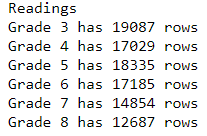 Readings
Grade 3 has 19087 rows
Grade 4 has 17029 rows
Grade 5 has 18335 rows
Grade 6 has 17185 rows
Grade 7 has 14854 rows
Grade 8 has 12687 rows